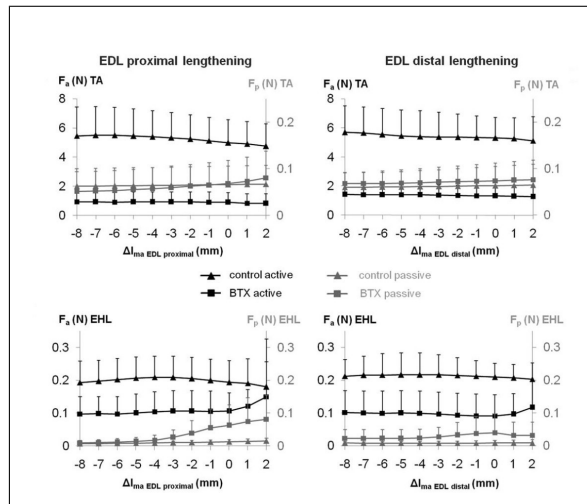 EDL proximal lengthening
EDL distal lengthening
Fa (N) TA
Fp (N) TA
Fa (N) TA
Fp (N) TA
8
6
4
2
0
0.2
0.1
0
8
6
4
2
0
0.2
0.1
0
-8 -7 -6 -5 -4 -3 -2 -1 0 1 2
-8 -7 -6 -5 -4 -3 -2 -1 0 1 2
Δlma EDL proximal (mm)
Δlma EDL distal (mm)
control active
control passive
BTX active
BTX passive
Fa (N) EHL
Fp (N) EHL
Fa (N) EHL
Fp (N) EHL
0.3
0.2
0.1
0
0.3
0.2
0.1
0
0.3
0.2
0.1
0
0.3
0.2
0.1
0
-8 -7 -6 -5 -4 -3 -2 -1 0 1 2
-8 -7 -6 -5 -4 -3 -2 -1 0 1 2
Δlma EDL proximal (mm)
Δlma EDL distal (mm)